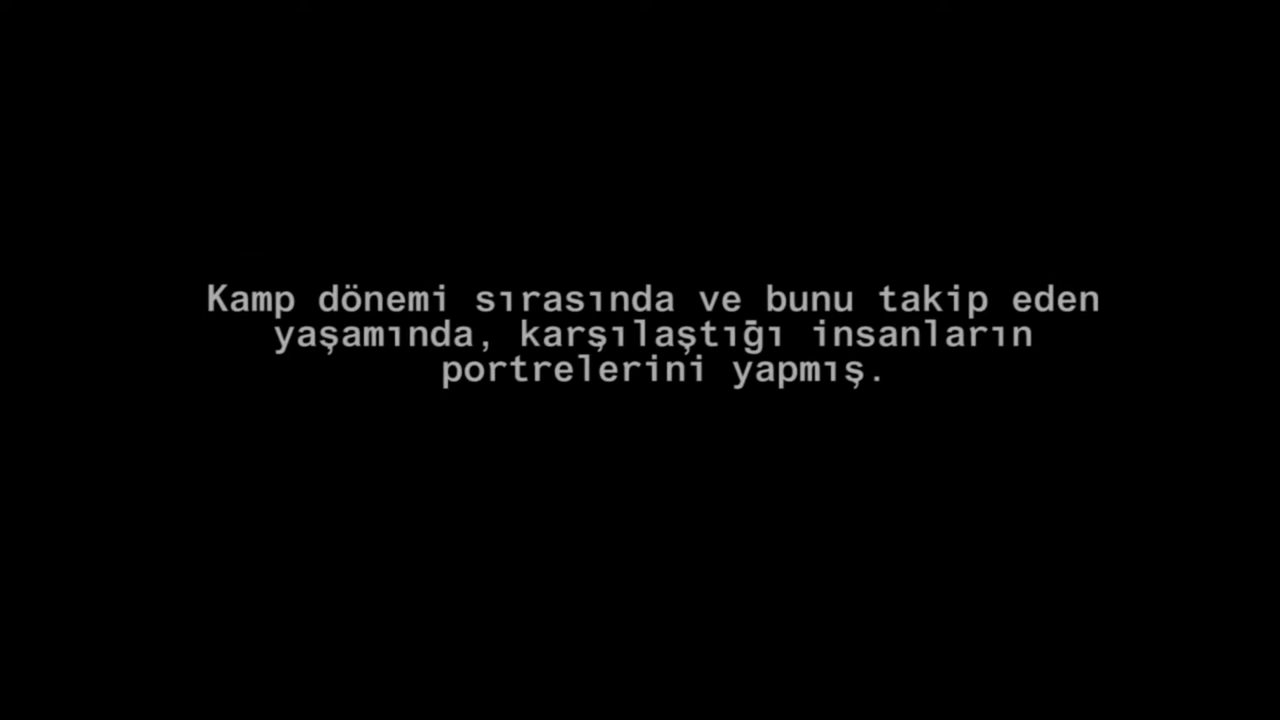 Kamp dönemi sırasında ve bunu takip eden
yaşamında, karşılaştığı insanların
portrelerini yapmış.